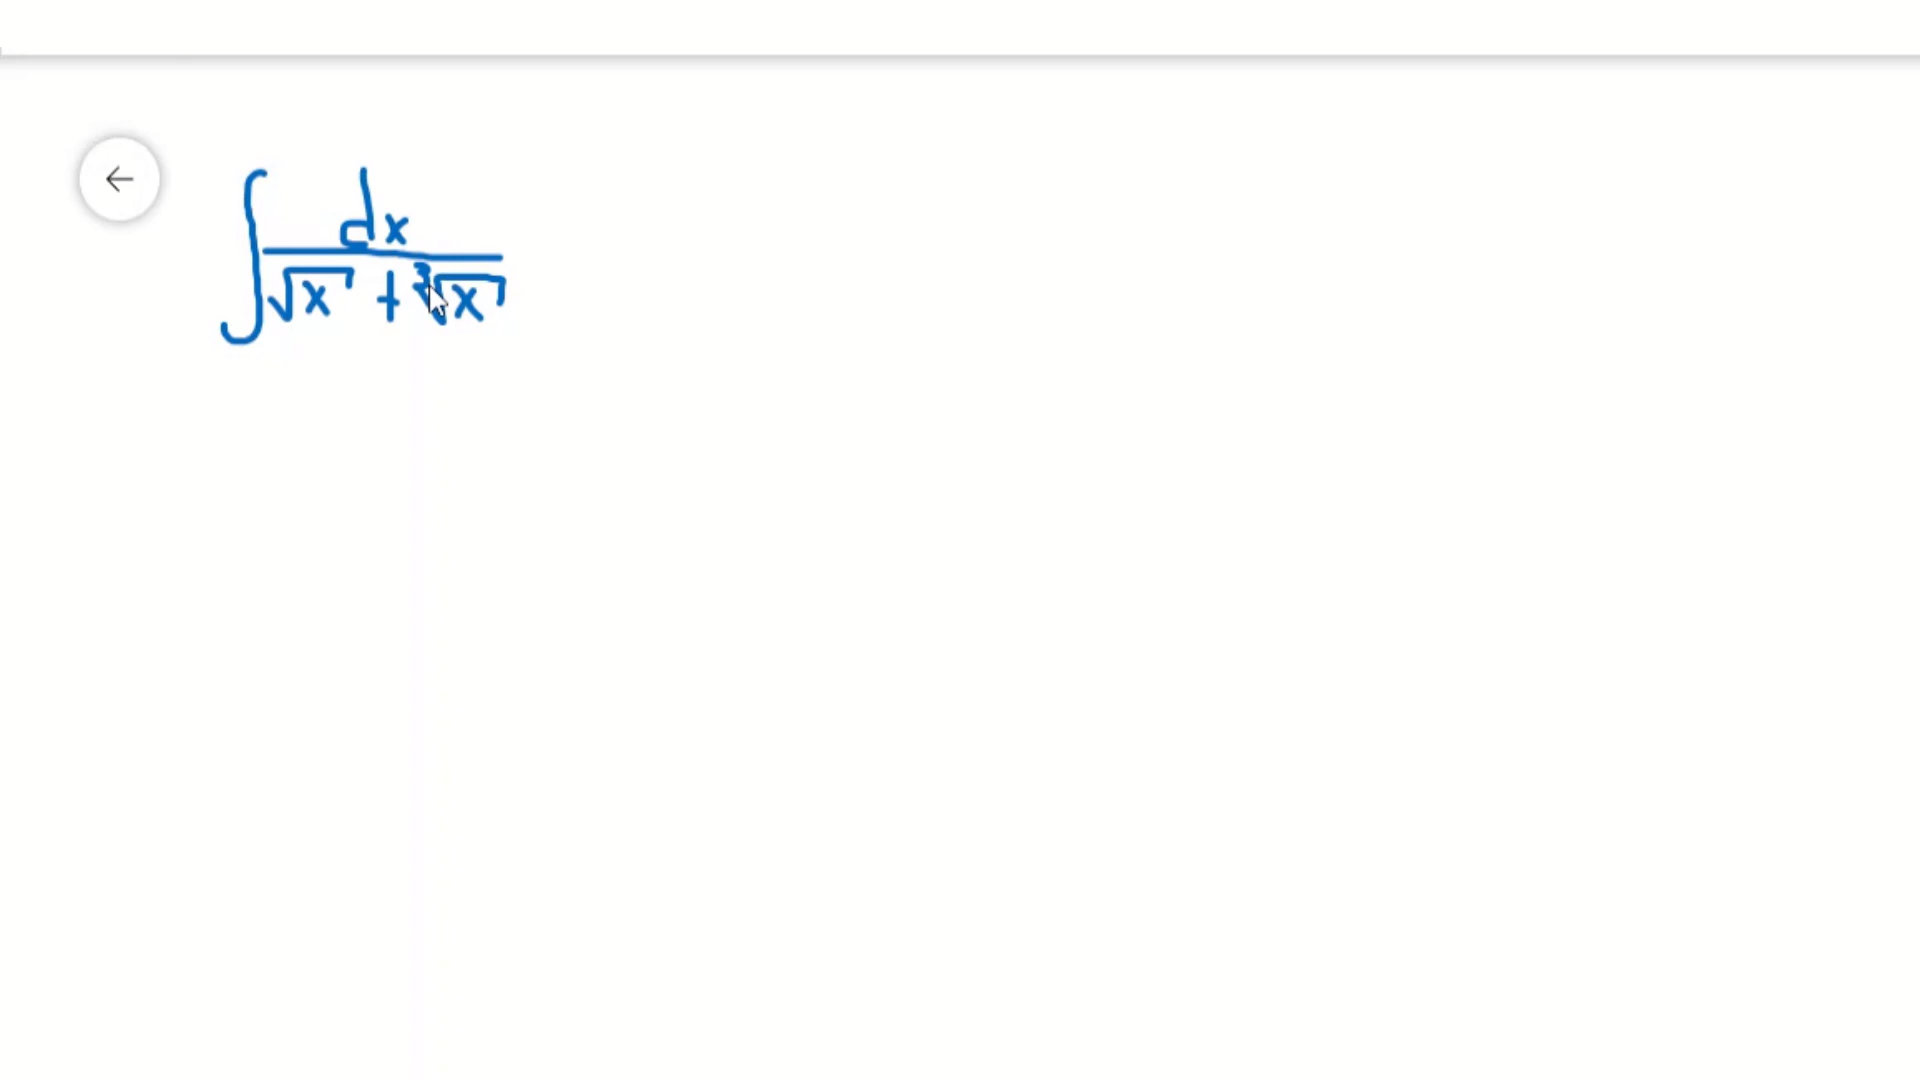 ∫ dx / (√x + ∛x)